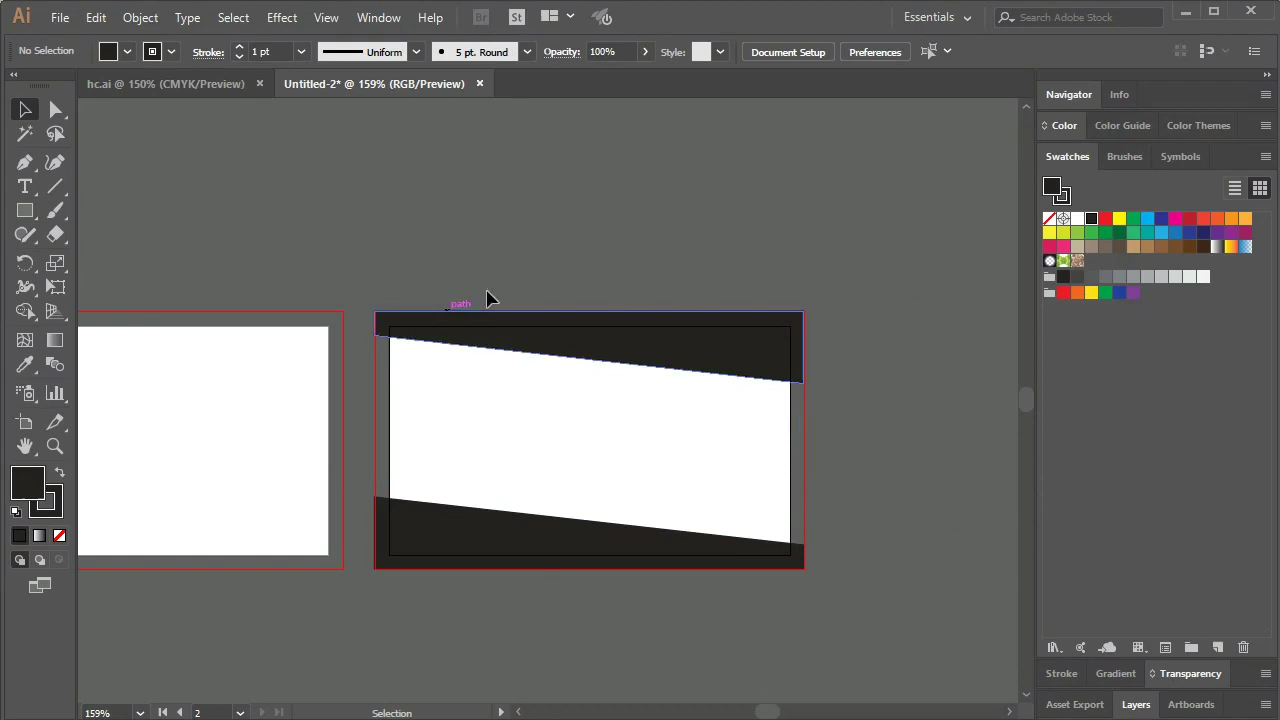 Ai File Edit Object Type Select Effect View Window Help Br St Essentials Search Adobe Stock
No Selection Stroke: 1 pt Uniform 5 pt. Round Opacity: 100% Style: Document Setup Preferences
hc.ai @ 150% (CMYK/Preview) Untitled-2* @ 159% (RGB/Preview)
Navigator Info
Color Color Guide Color Themes
Swatches Brushes Symbols
path
Stroke Gradient Transparency
Asset Export Layers Artboards
159% 2 Selection